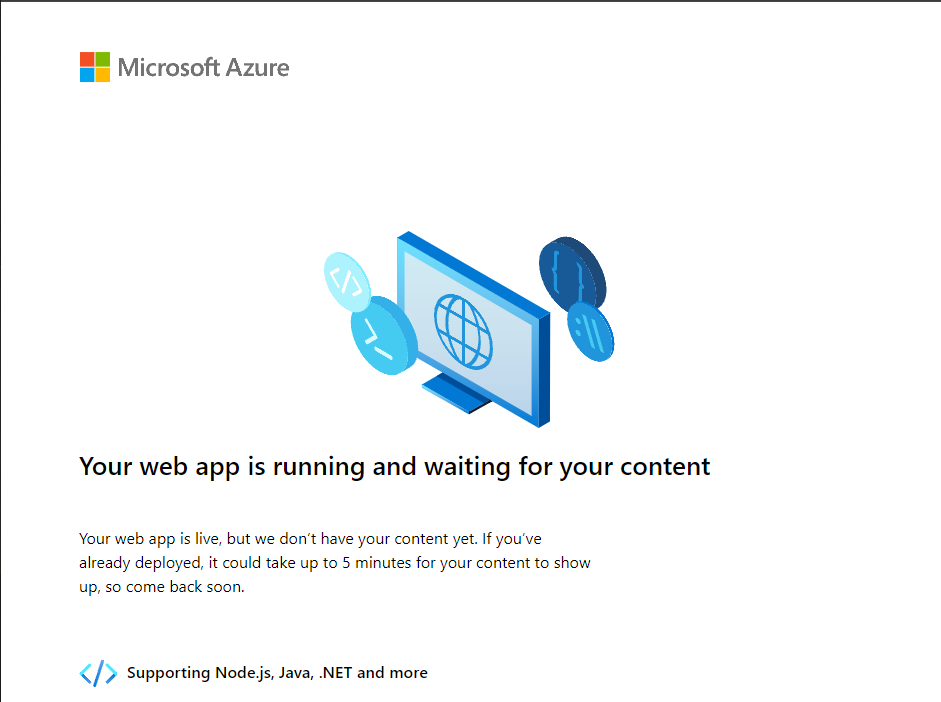 Microsoft Azure
</>
>_
{ }
:\\
Your web app is running and waiting for your content
Your web app is live, but we don't have your content yet. If you've
already deployed, it could take up to 5 minutes for your content to show
up, so come back soon.
</> Supporting Node.js, Java, .NET and more